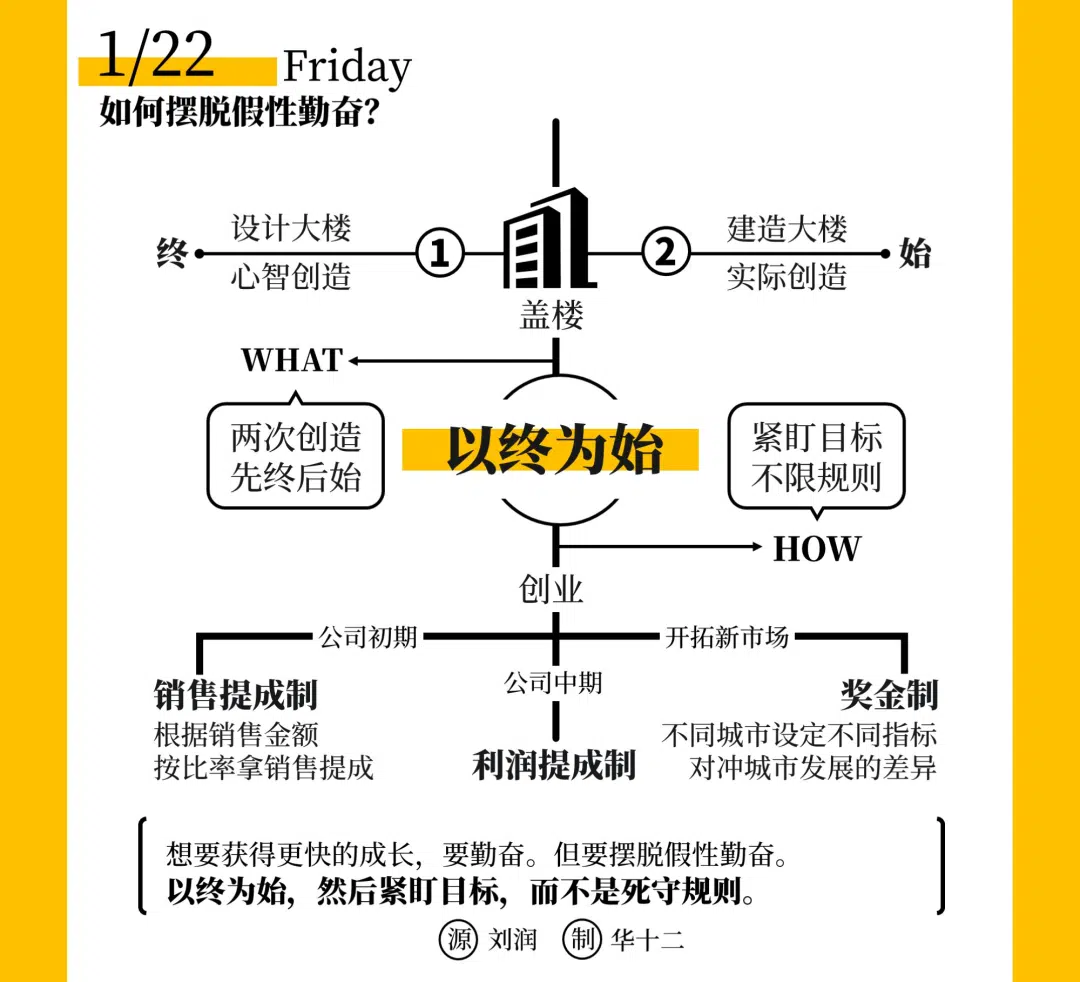 1/22 Friday
如何摆脱假性勤奋？
终
设计大楼
心智创造
①
②
建造大楼
实际创造
始
盖楼
WHAT
两次创造
先终后始
以终为始
紧盯目标
不限规则
HOW
创业
公司初期
开拓新市场
公司中期
销售提成制
根据销售金额
按比率拿销售提成
利润提成制
奖金制
不同城市设定不同指标
对冲城市发展的差异
想要获得更快的成长，要勤奋。但要摆脱假性勤奋。
以终为始，然后紧盯目标，而不是死守规则。
源 刘润 制 华十二